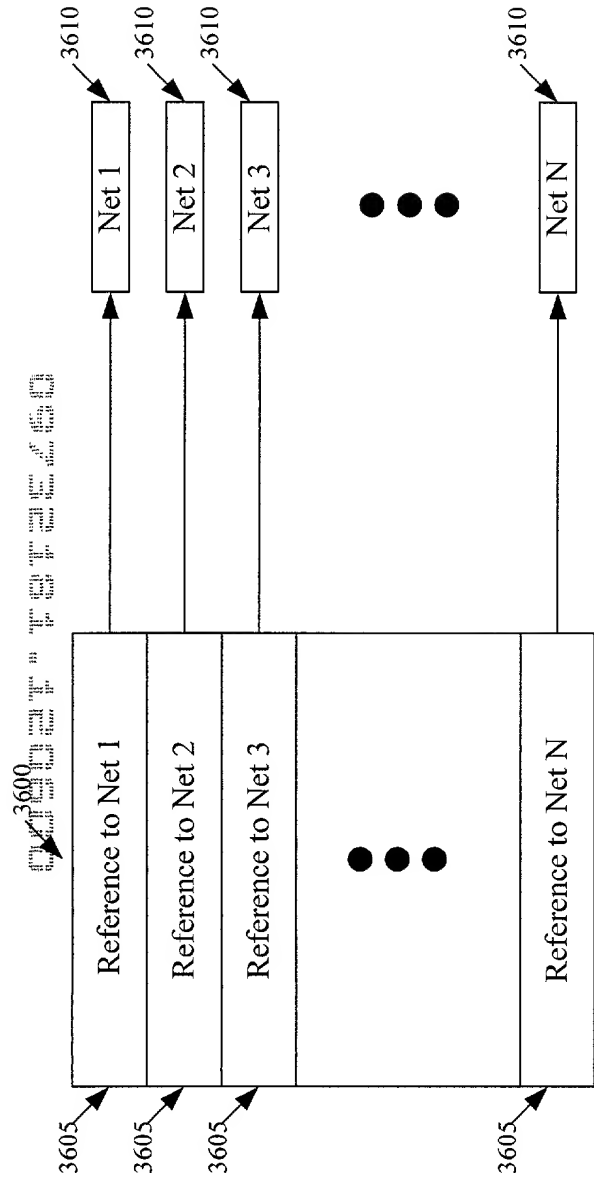 3600
3605
Reference to Net 1
Net 1
3610
3605
Reference to Net 2
Net 2
3610
3605
Reference to Net 3
Net 3
3610
3605
Reference to Net N
Net N
3610